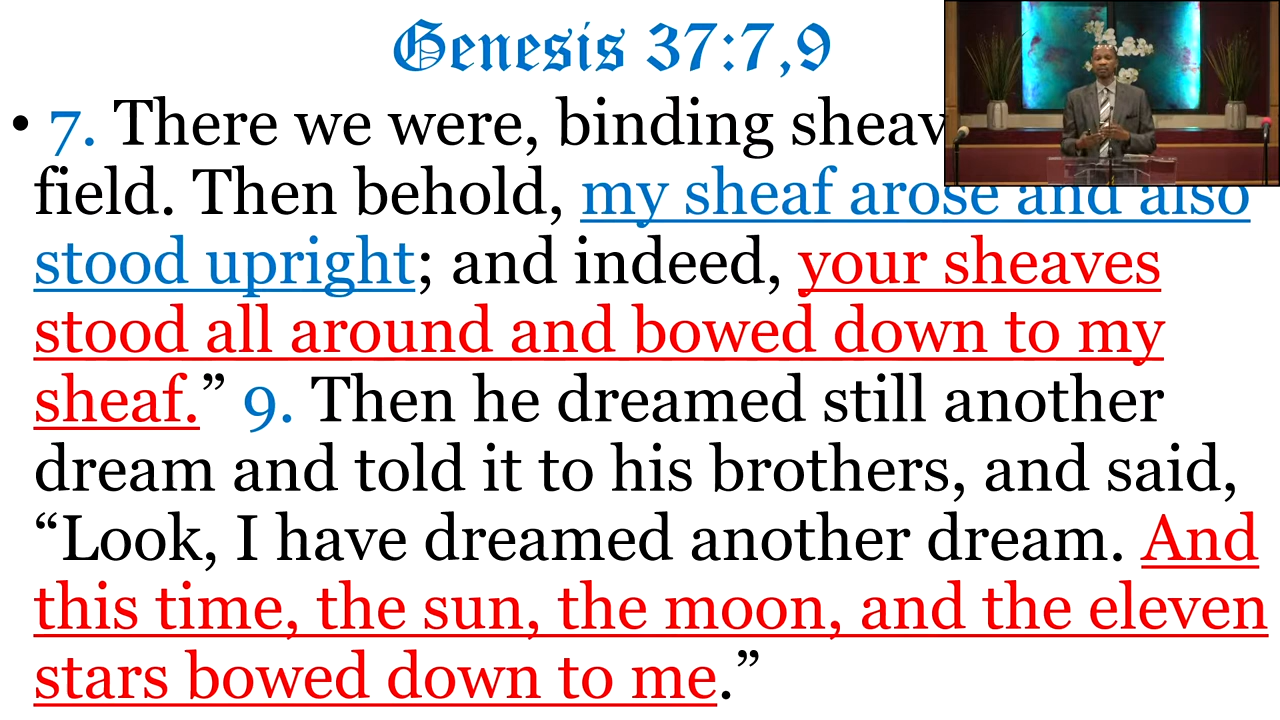 Genesis 37:7,9
• 7. There we were, binding sheav
field. Then behold, my sheaf arose and also
stood upright; and indeed, your sheaves
stood all around and bowed down to my
sheaf.” 9. Then he dreamed still another
dream and told it to his brothers, and said,
“Look, I have dreamed another dream. And
this time, the sun, the moon, and the eleven
stars bowed down to me.”